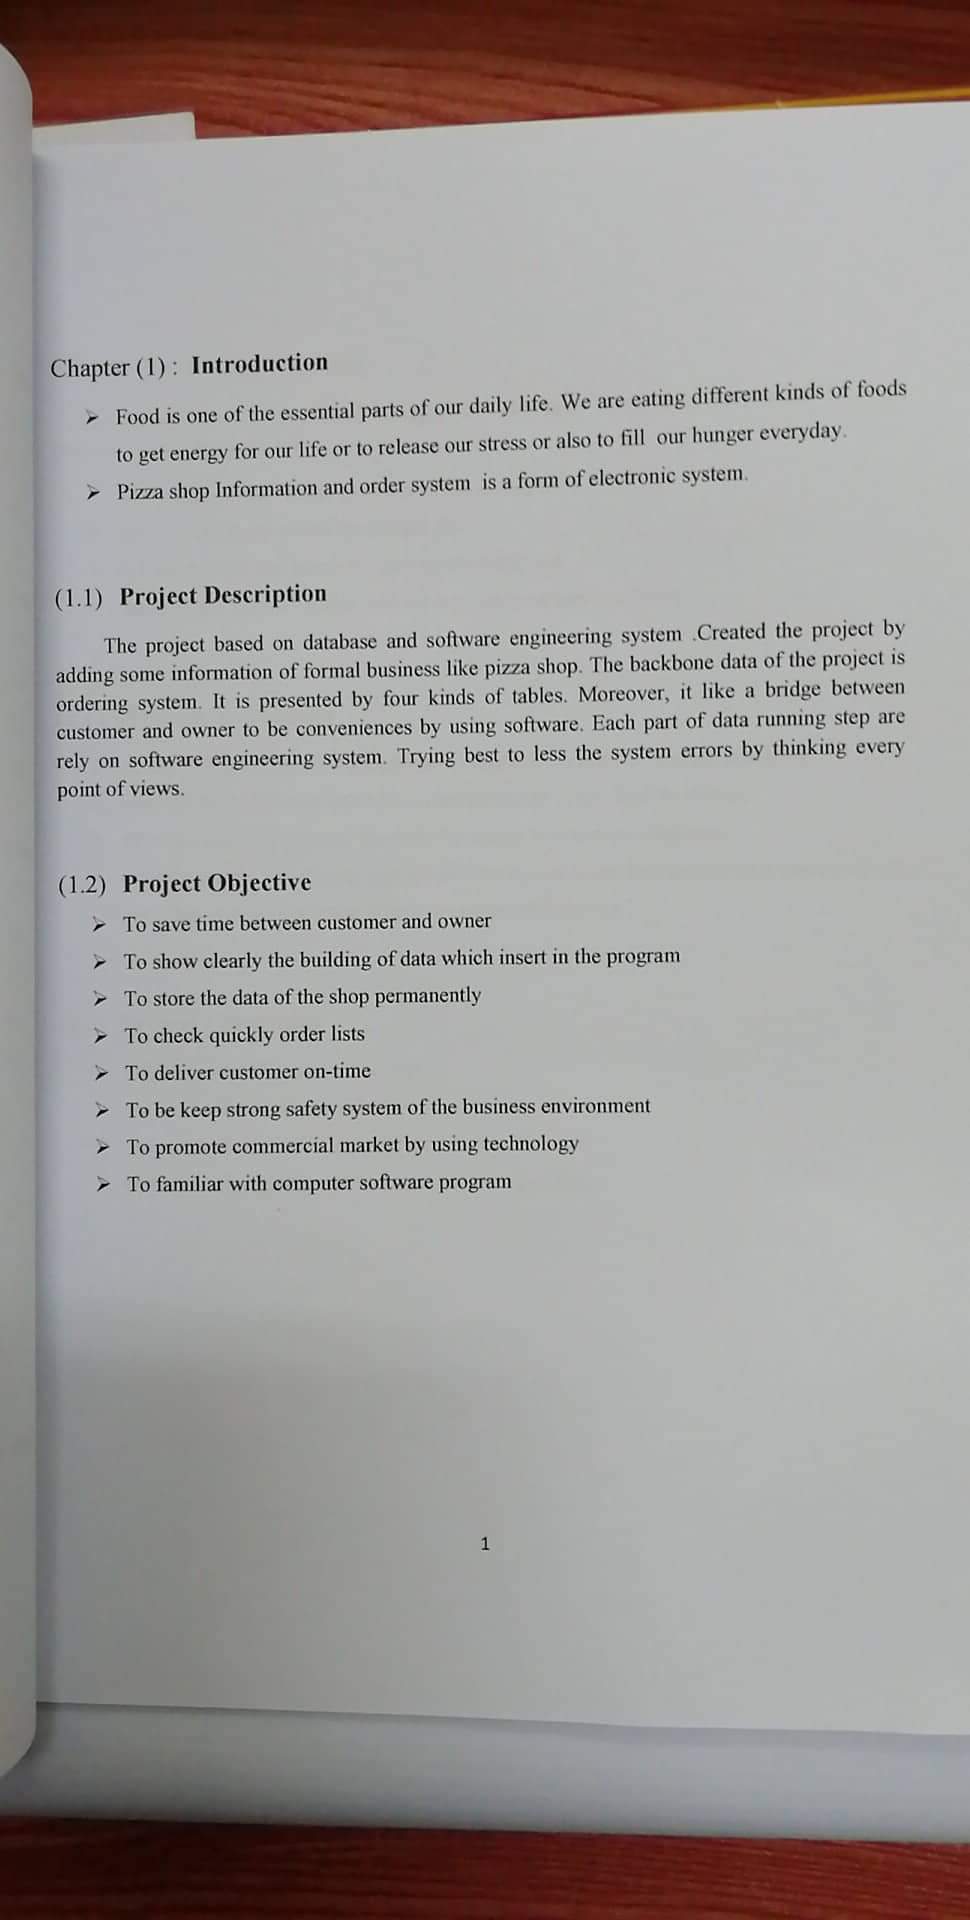 Chapter (1) : Introduction
➢ Food is one of the essential parts of our daily life. We are eating different kinds of foods
to get energy for our life or to release our stress or also to fill our hunger everyday.
➢ Pizza shop Information and order system is a form of electronic system.
(1.1) Project Description
The project based on database and software engineering system .Created the project by
adding some information of formal business like pizza shop. The backbone data of the project is
ordering system. It is presented by four kinds of tables. Moreover, it like a bridge between
customer and owner to be conveniences by using software. Each part of data running step are
rely on software engineering system. Trying best to less the system errors by thinking every
point of views.
(1.2) Project Objective
➢ To save time between customer and owner
➢ To show clearly the building of data which insert in the program
➢ To store the data of the shop permanently
➢ To check quickly order lists
➢ To deliver customer on-time
➢ To be keep strong safety system of the business environment
➢ To promote commercial market by using technology
➢ To familiar with computer software program
1